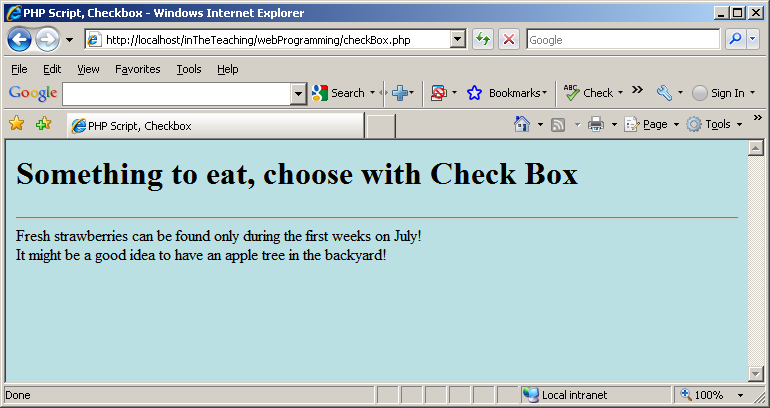 PHP Script, Checkbox - Windows Internet Explorer
http://localhost/inTheTeaching/webProgramming/checkBox.php
Google
File Edit View Favorites Tools Help
Google Search Bookmarks ABC Check Sign In
PHP Script, Checkbox Page Tools
Something to eat, choose with Check Box
Fresh strawberries can be found only during the first weeks on July!
It might be a good idea to have an apple tree in the backyard!
Done Local intranet 100%